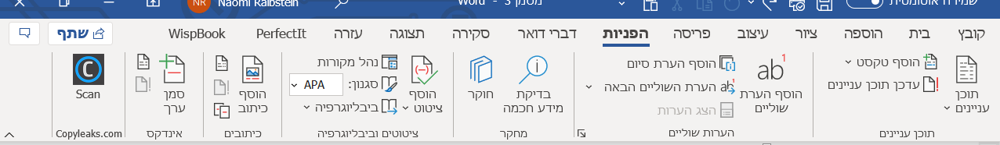 שמירה אוטומטית
מסמך 3 - Word
Naomi Ralbstein
NR
קובץ בית הוספה ציור עיצוב פריסה הפניות דברי דואר סקירה תצוגה עזרה PerfectIt WispBook
שתף
תוכן עניינים
הוסף טקסט
עדכן תוכן עניינים
תוכן עניינים
ab1
הוסף הערת שוליים
הוסף הערת סיום
הערת השוליים הבאה
הצג הערות
הערות שוליים
בדיקת מידע חכמה
חוקר
מחקר
הוסף ציטוט
נהל מקורות
סגנון: APA
ביבליוגרפיה
ציטוטים וביבליוגרפיה
הוסף כיתוב
כיתובים
סמן ערך
אינדקס
Scan
Copyleaks.com